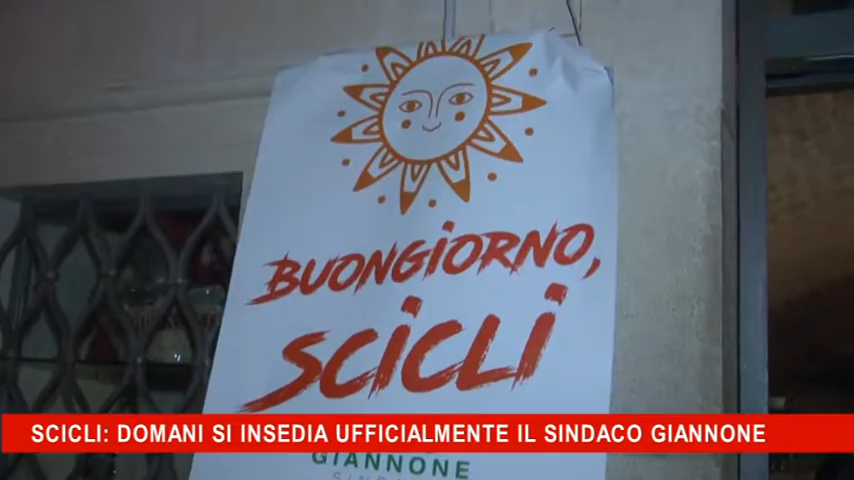 BUONGIORNO,
SCICLI
SCICLI: DOMANI SI INSEDIA UFFICIALMENTE IL SINDACO GIANNONE
GIANNONE